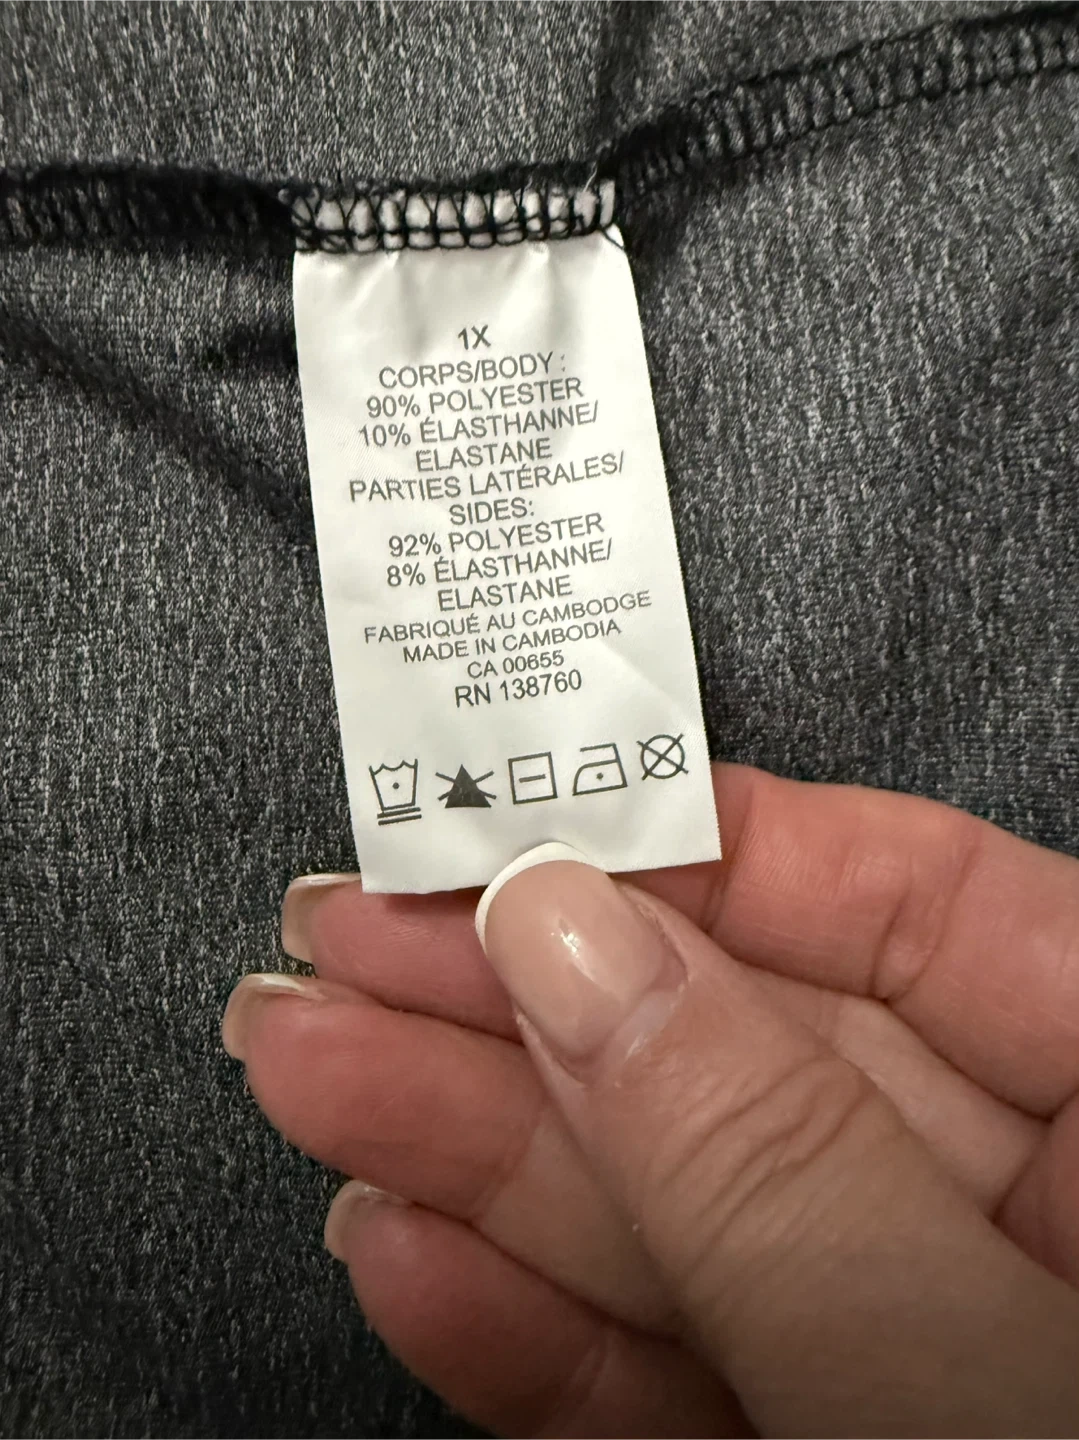 1X
CORPS/BODY :
90% POLYESTER
10% ÉLASTHANNE/
ELASTANE
PARTIES LATÉRALES/
SIDES:
92% POLYESTER
8% ÉLASTHANNE/
ELASTANE
FABRIQUÉ AU CAMBODGE
MADE IN CAMBODIA
CA 00655
RN 138760